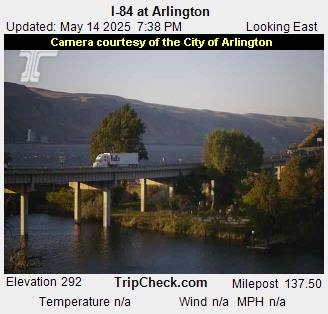 I-84 at Arlington
Updated: May 14 2025 7:38 PM Looking East
Camera courtesy of the City of Arlington
FedEx
Elevation 292 TripCheck.com Milepost 137.50
Temperature n/a Wind n/a MPH n/a